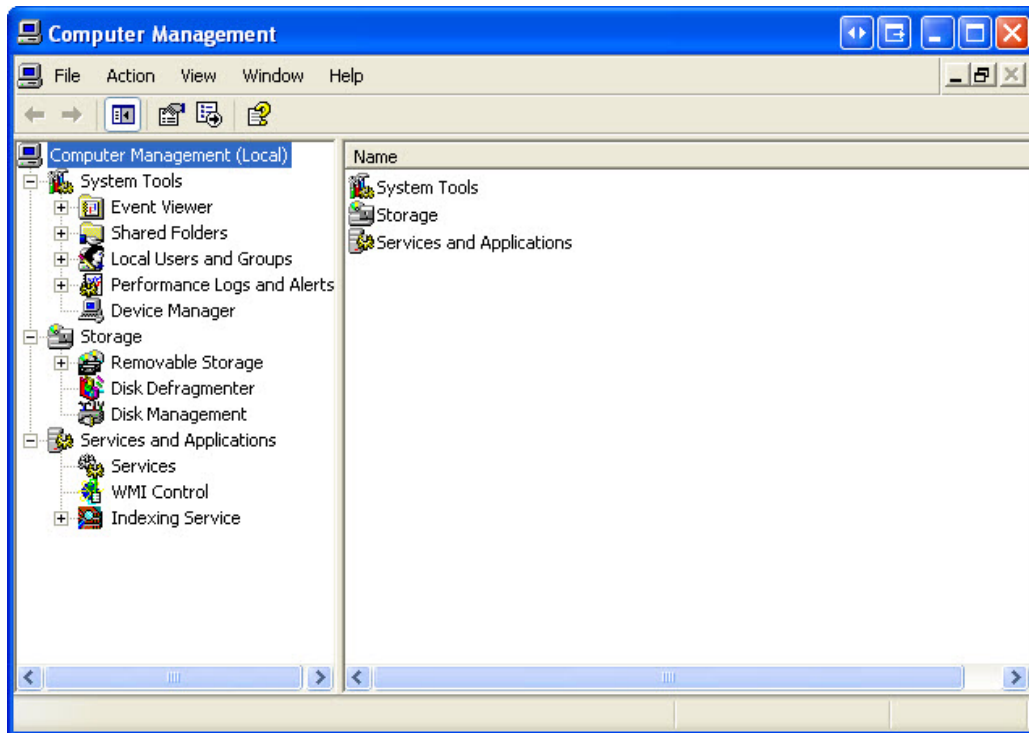 Computer Management
File Action View Window Help
Computer Management (Local)
System Tools
Event Viewer
Shared Folders
Local Users and Groups
Performance Logs and Alerts
Device Manager
Storage
Removable Storage
Disk Defragmenter
Disk Management
Services and Applications
Services
WMI Control
Indexing Service
Name
System Tools
Storage
Services and Applications